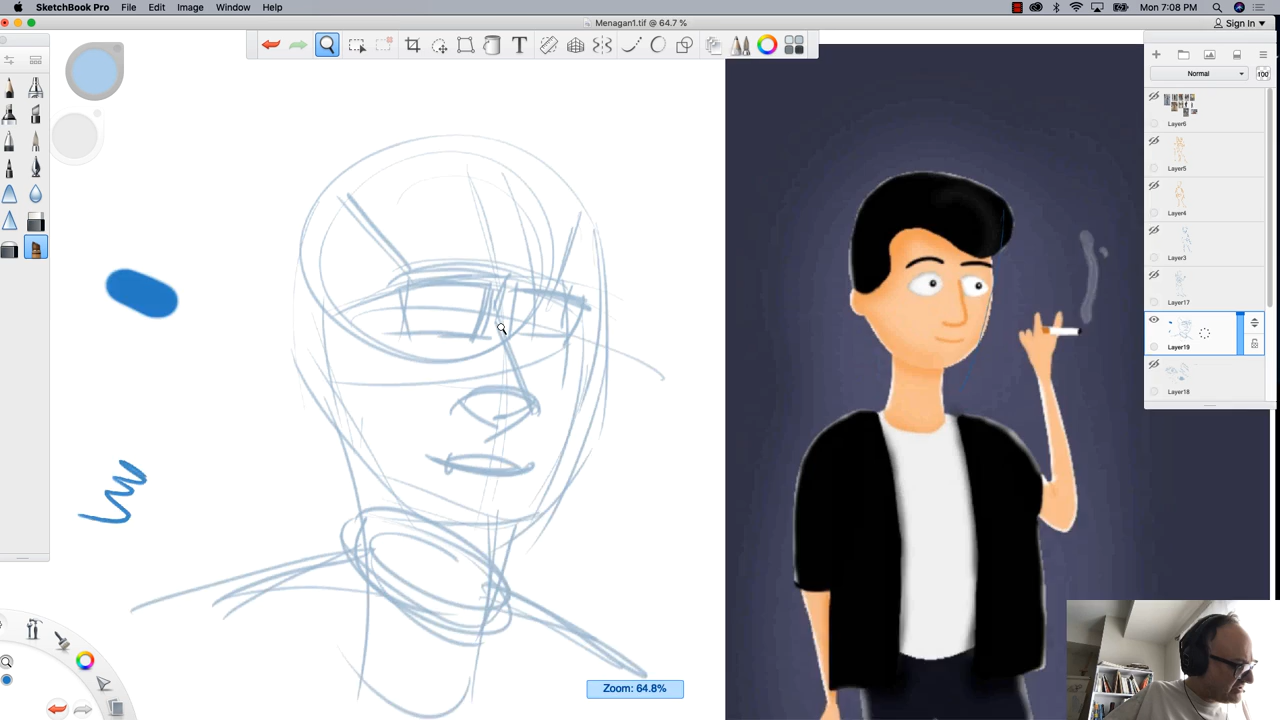 SketchBook Pro File Edit Image Window Help
Mon 7:08 PM
Menagan1.tif @ 64.7 %
Sign In
T
Normal
100
Layer6
Layer5
Layer4
Layer3
Layer17
Layer19
Layer18
Zoom: 64.8%